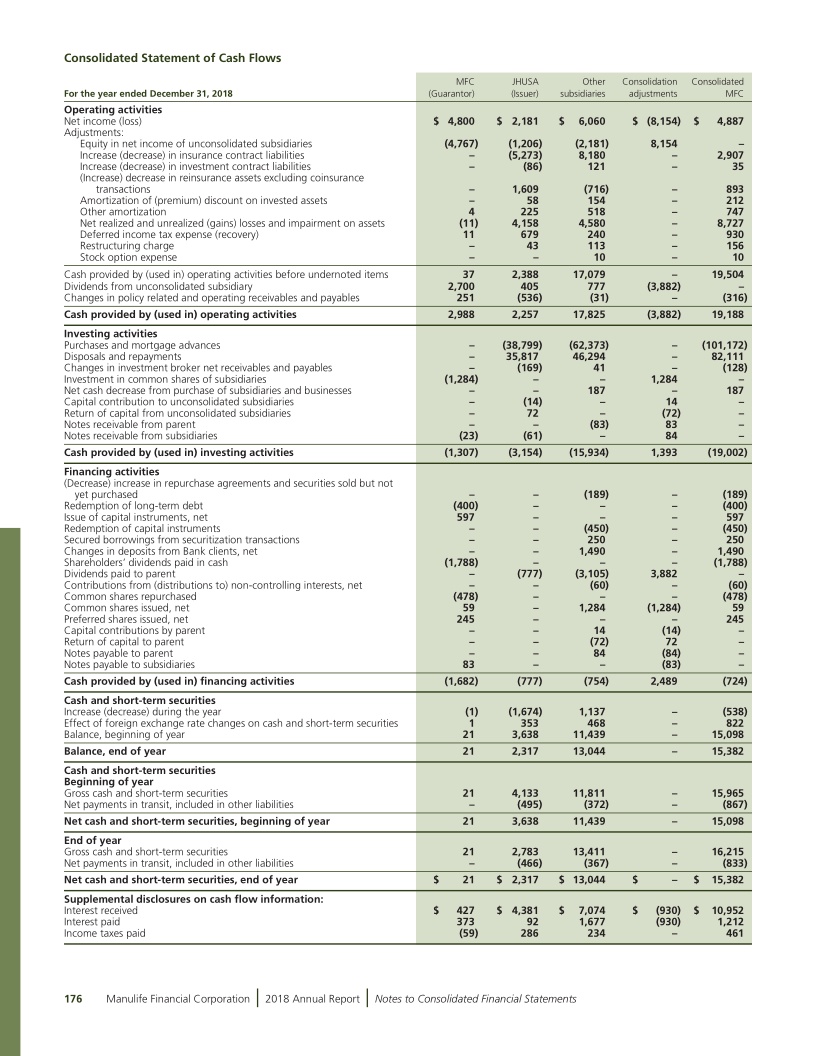 Consolidated Statement of Cash Flows
For the year ended December 31, 2018 MFC (Guarantor) JHUSA (Issuer) Other subsidiaries Consolidation adjustments Consolidated MFC
Operating activities
Net income (loss) $ 4,800 $ 2,181 $ 6,060 $ (8,154) $ 4,887
Adjustments:
Equity in net income of unconsolidated subsidiaries (4,767) (1,206) (2,181) 8,154 –
Increase (decrease) in insurance contract liabilities – (5,273) 8,180 – 2,907
Increase (decrease) in investment contract liabilities – (86) 121 – 35
(Increase) decrease in reinsurance assets excluding coinsurance
transactions – 1,609 (716) – 893
Amortization of (premium) discount on invested assets – 58 154 – 212
Other amortization 4 225 518 – 747
Net realized and unrealized (gains) losses and impairment on assets (11) 4,158 4,580 – 8,727
Deferred income tax expense (recovery) 11 679 240 – 930
Restructuring charge – 43 113 – 156
Stock option expense – – 10 – 10
Cash provided by (used in) operating activities before undernoted items 37 2,388 17,079 – 19,504
Dividends from unconsolidated subsidiary 2,700 405 777 (3,882) –
Changes in policy related and operating receivables and payables 251 (536) (31) – (316)
Cash provided by (used in) operating activities 2,988 2,257 17,825 (3,882) 19,188
Investing activities
Purchases and mortgage advances – (38,799) (62,373) – (101,172)
Disposals and repayments – 35,817 46,294 – 82,111
Changes in investment broker net receivables and payables – (169) 41 – (128)
Investment in common shares of subsidiaries (1,284) – – 1,284 –
Net cash decrease from purchase of subsidiaries and businesses – – 187 – 187
Capital contribution to unconsolidated subsidiaries – (14) – 14 –
Return of capital from unconsolidated subsidiaries – 72 – (72) –
Notes receivable from parent – – (83) 83 –
Notes receivable from subsidiaries (23) (61) – 84 –
Cash provided by (used in) investing activities (1,307) (3,154) (15,934) 1,393 (19,002)
Financing activities
(Decrease) increase in repurchase agreements and securities sold but not
yet purchased – – (189) – (189)
Redemption of long-term debt (400) – – – (400)
Issue of capital instruments, net 597 – – – 597
Redemption of capital instruments – – (450) – (450)
Secured borrowings from securitization transactions – – 250 – 250
Changes in deposits from Bank clients, net – – 1,490 – 1,490
Shareholders' dividends paid in cash (1,788) – – – (1,788)
Dividends paid to parent – (777) (3,105) 3,882 –
Contributions from (distributions to) non-controlling interests, net – – (60) – (60)
Common shares repurchased (478) – – – (478)
Common shares issued, net 59 – 1,284 (1,284) 59
Preferred shares issued, net 245 – – – 245
Capital contributions by parent – – 14 (14) –
Return of capital to parent – – (72) 72 –
Notes payable to parent – – 84 (84) –
Notes payable to subsidiaries 83 – – (83) –
Cash provided by (used in) financing activities (1,682) (777) (754) 2,489 (724)
Cash and short-term securities
Increase (decrease) during the year (1) (1,674) 1,137 – (538)
Effect of foreign exchange rate changes on cash and short-term securities 1 353 468 – 822
Balance, beginning of year 21 3,638 11,439 – 15,098
Balance, end of year 21 2,317 13,044 – 15,382
Cash and short-term securities
Beginning of year
Gross cash and short-term securities 21 4,133 11,811 – 15,965
Net payments in transit, included in other liabilities – (495) (372) – (867)
Net cash and short-term securities, beginning of year 21 3,638 11,439 – 15,098
End of year
Gross cash and short-term securities 21 2,783 13,411 – 16,215
Net payments in transit, included in other liabilities – (466) (367) – (833)
Net cash and short-term securities, end of year $ 21 $ 2,317 $ 13,044 $ – $ 15,382
Supplemental disclosures on cash flow information:
Interest received $ 427 $ 4,381 $ 7,074 $ (930) $ 10,952
Interest paid 373 92 1,677 (930) 1,212
Income taxes paid (59) 286 234 – 461
176 Manulife Financial Corporation | 2018 Annual Report | Notes to Consolidated Financial Statements